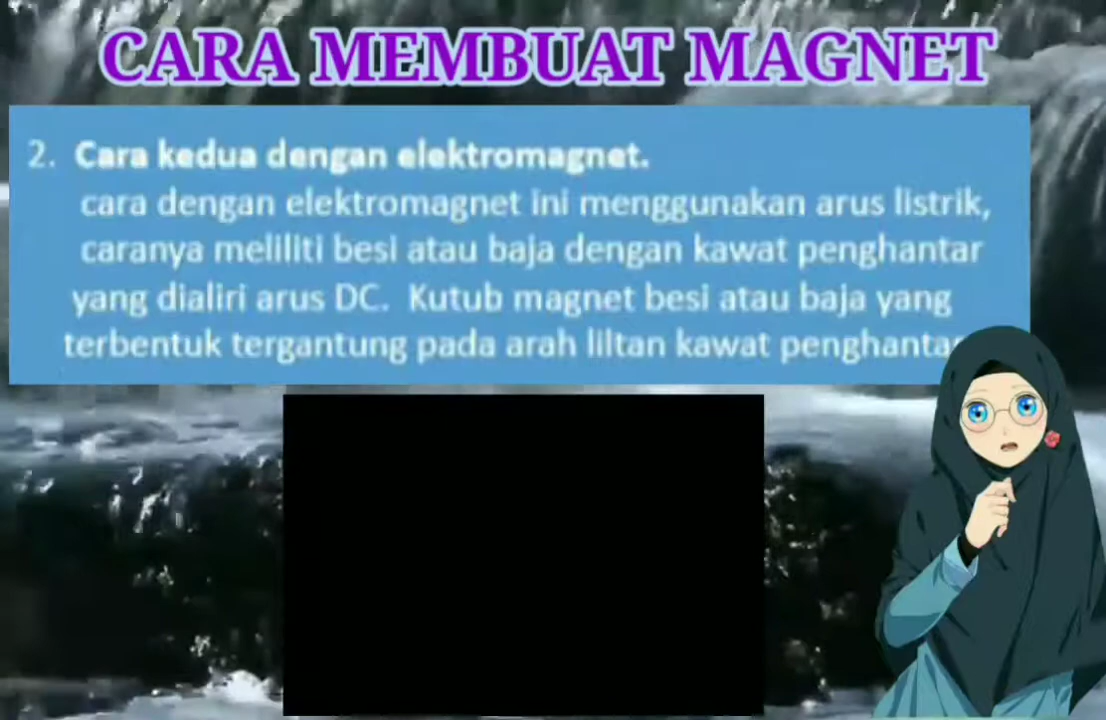 CARA MEMBUAT MAGNET
2. Cara kedua dengan elektromagnet.
cara dengan elektromagnet ini menggunakan arus listrik,
caranya meliliti besi atau baja dengan kawat penghantar
yang dialiri arus DC. Kutub magnet besi atau baja yang
terbentuk tergantung pada arah liltan kawat